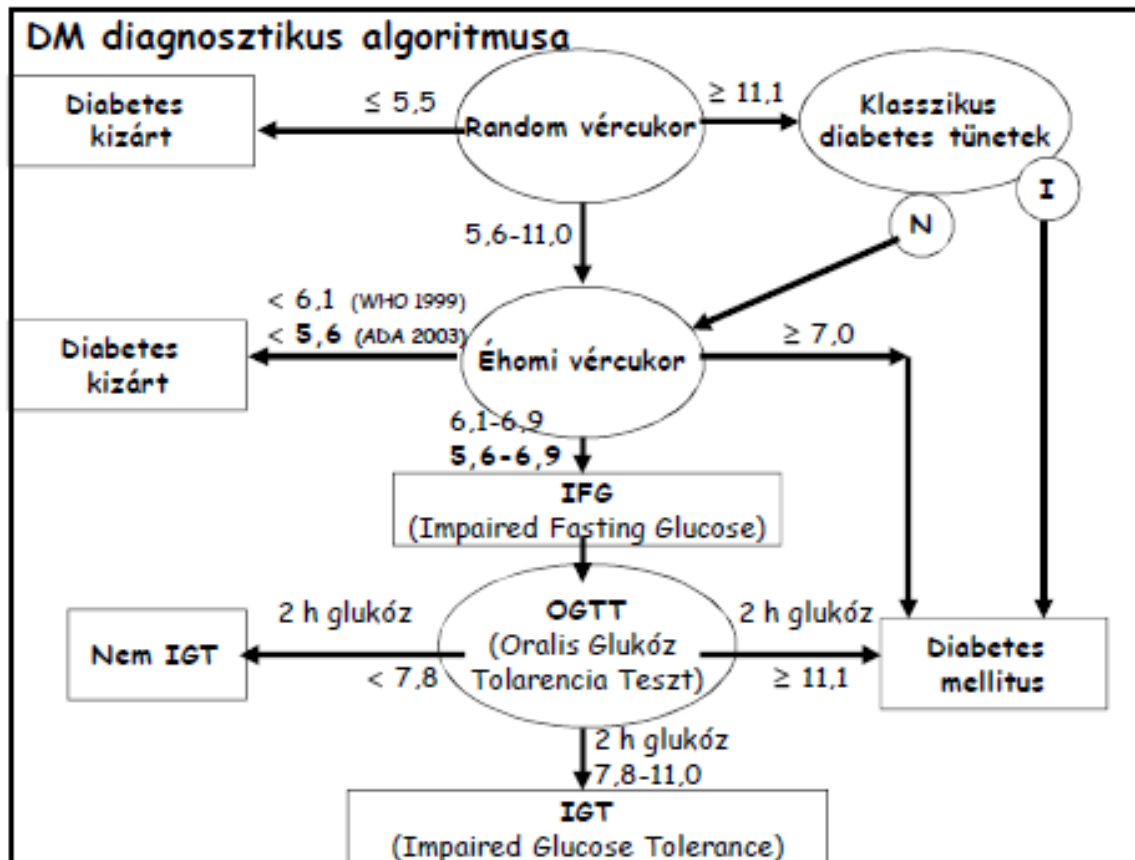 DM diagnosztikus algoritmusa
Diabetes
kizárt
≤ 5,5
Random vércukor
≥ 11,1
Klasszikus
diabetes tünetek
I
N
5,6-11,0
< 6,1 (WHO 1999)
< 5,6 (ADA 2003)
Diabetes
kizárt
Éhomi vércukor
≥ 7,0
6,1-6,9
5,6-6,9
IFG
(Impaired Fasting Glucose)
Nem IGT
2 h glukóz
< 7,8
OGTT
(Oralis Glukóz
Tolarencia Teszt)
2 h glukóz
≥ 11,1
Diabetes
mellitus
2 h glukóz
7,8-11,0
IGT
(Impaired Glucose Tolerance)